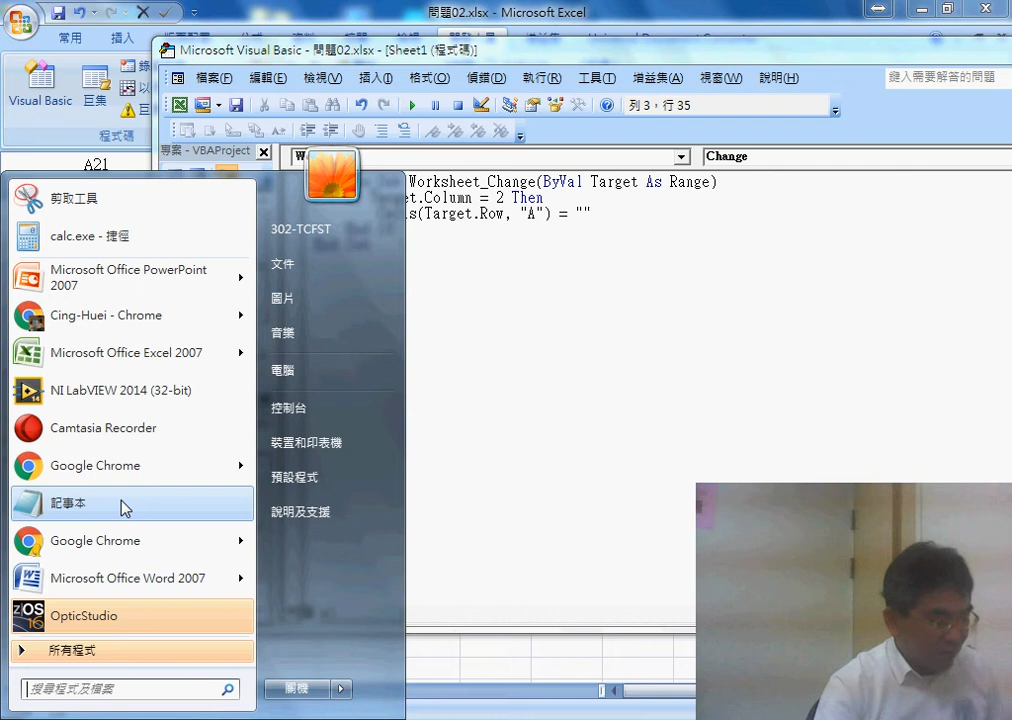 問題02.xlsx - Microsoft Excel
常用
插入
Microsoft Visual Basic - 問題02.xlsx - [Sheet1 (程式碼)]
檔案(F) 編輯(E) 檢視(V) 插入(I) 格式(O) 偵錯(D) 執行(R) 工具(T) 增益集(A) 視窗(W) 說明(H)
鍵入需要解答的問題
Visual Basic
巨集
程式碼
列 3，行 35
專案 - VBAProject
A21
W
Change
Worksheet_Change(ByVal Target As Range)
et.Column = 2 Then
ls(Target.Row, "A") = ""
剪取工具
calc.exe - 捷徑
Microsoft Office PowerPoint 2007
Cing-Huei - Chrome
Microsoft Office Excel 2007
NI LabVIEW 2014 (32-bit)
Camtasia Recorder
Google Chrome
記事本
Google Chrome
Microsoft Office Word 2007
OpticStudio
所有程式
搜尋程式及檔案
302-TCFST
文件
圖片
音樂
電腦
控制台
裝置和印表機
預設程式
說明及支援
關機